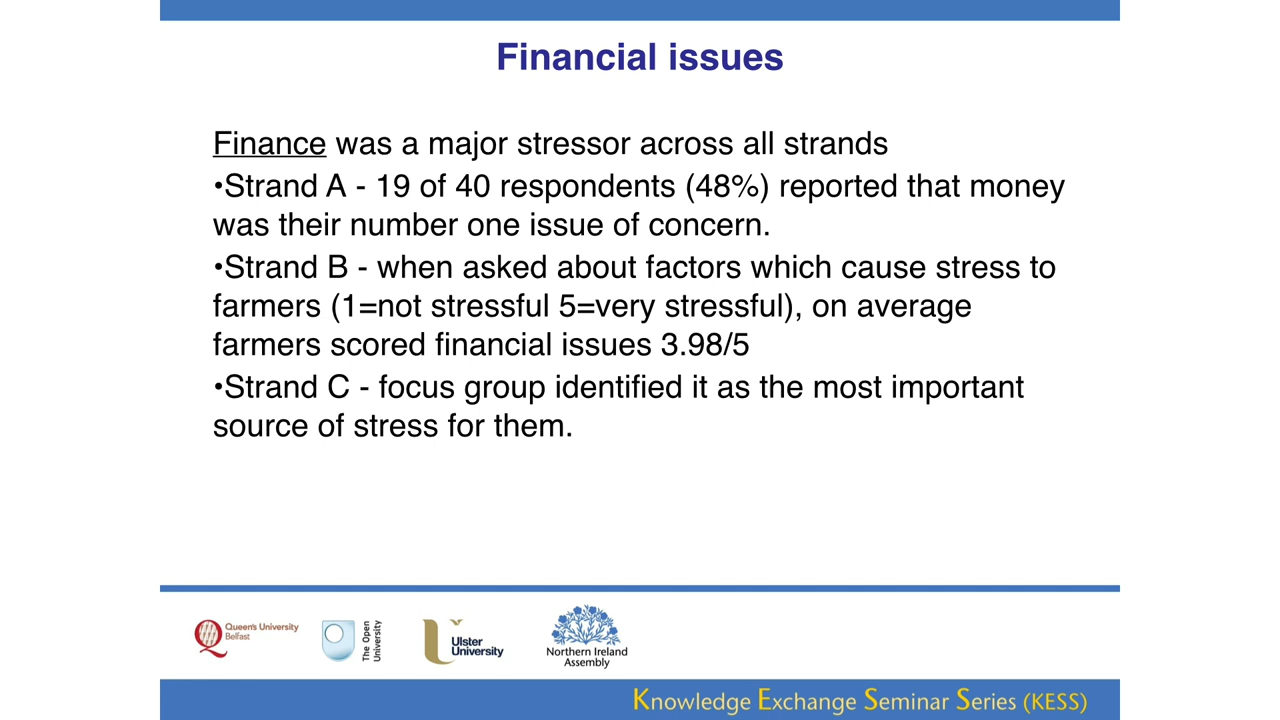 Financial issues
Finance was a major stressor across all strands
•Strand A - 19 of 40 respondents (48%) reported that money
was their number one issue of concern.
•Strand B - when asked about factors which cause stress to
farmers (1=not stressful 5=very stressful), on average
farmers scored financial issues 3.98/5
•Strand C - focus group identified it as the most important
source of stress for them.
Queen's University
Belfast
The Open
University
Ulster
University
Northern Ireland
Assembly
Knowledge Exchange Seminar Series (KESS)